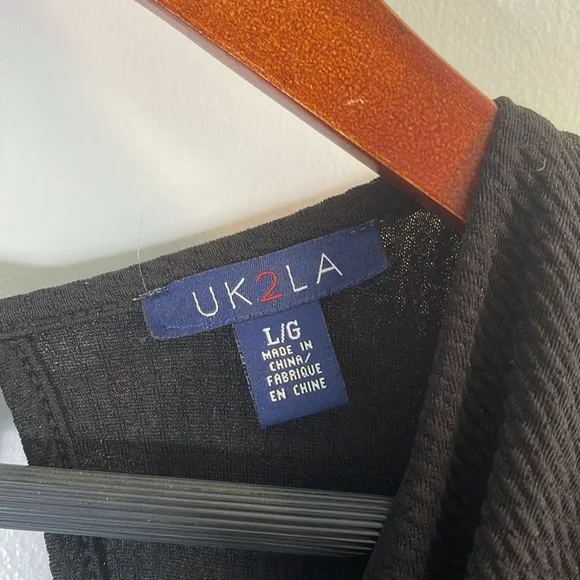 UK2LA
L/G
MADE IN
CHINA/
FABRIQUE
EN CHINE